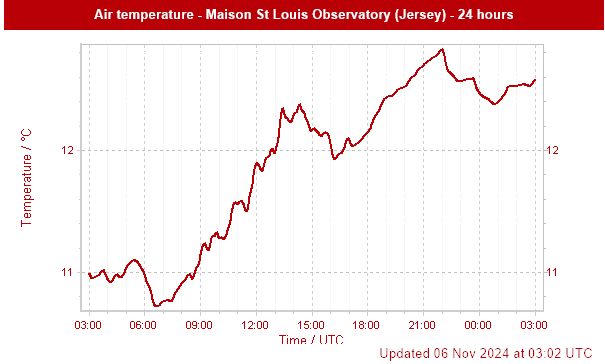 Air temperature - Maison St Louis Observatory (Jersey) - 24 hours
Temperature / °C
12
12
11
11
03:00 06:00 09:00 12:00 15:00 18:00 21:00 00:00 03:00
Time / UTC
Updated 06 Nov 2024 at 03:02 UTC